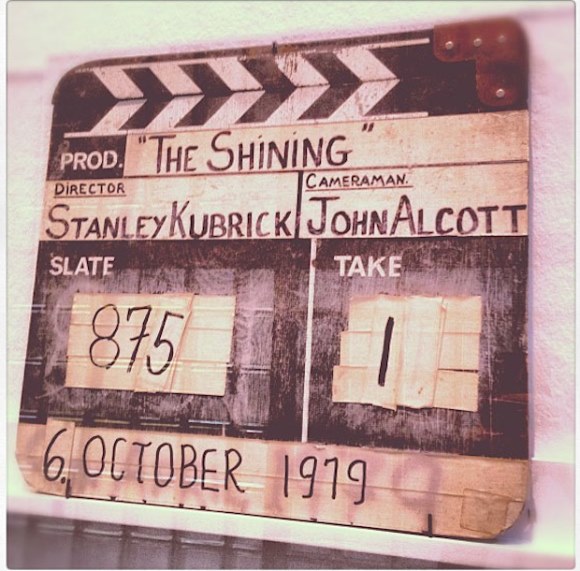 PROD. "THE SHINING"
DIRECTOR CAMERAMAN.
STANLEY KUBRICK JOHN ALCOTT
SLATE TAKE
875 1
6. OCTOBER 1979